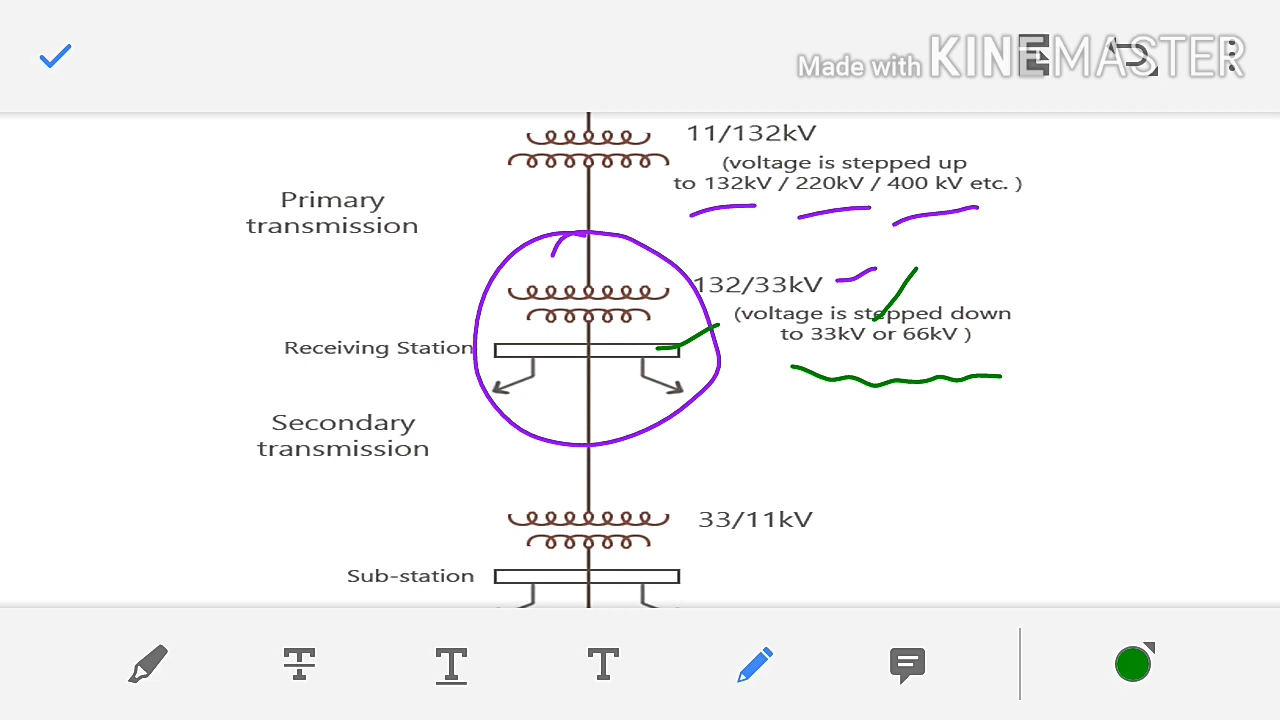 Made with KINEMASTER
11/132kV
(voltage is stepped up
to 132kV / 220kV / 400 kV etc. )
Primary
transmission
132/33kV
(voltage is stepped down
to 33kV or 66kV )
Receiving Station
Secondary
transmission
33/11kV
Sub-station
T
T
T